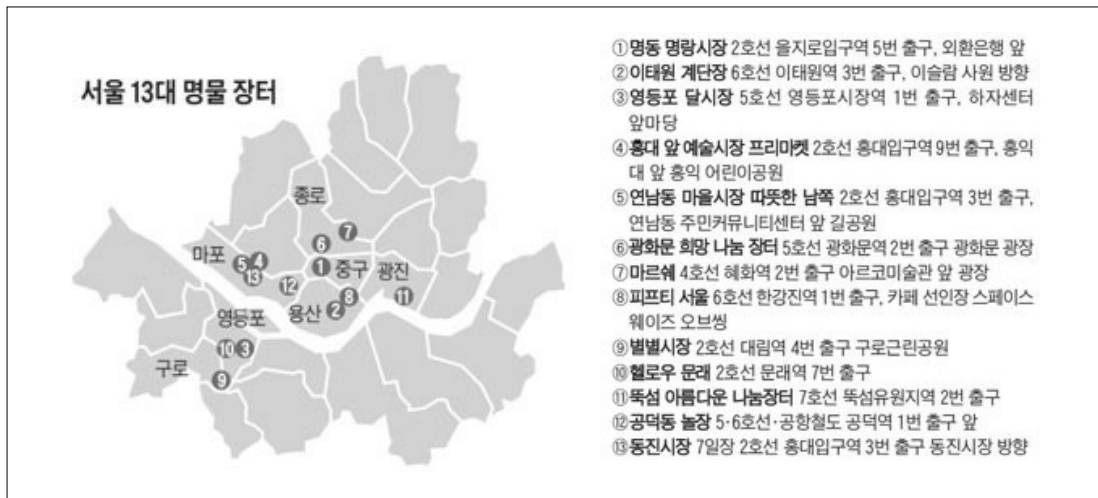 서울 13대 명물 장터
종로
마포
중구
광진
용산
영등포
구로
⑦
⑥
⑤
④
⑬
①
⑫
⑧
②
⑪
⑩
③
⑨
①명동 명랑시장 2호선 을지로입구역 5번 출구, 외환은행 앞
②이태원 계단장 6호선 이태원역 3번 출구, 이슬람 사원 방향
③영등포 달시장 5호선 영등포시장역 1번 출구, 하자센터
앞마당
④홍대 앞 예술시장 프리마켓 2호선 홍대입구역 9번 출구, 홍익
대 앞 홍익 어린이공원
⑤연남동 마을시장 따뜻한 남쪽 2호선 홍대입구역 3번 출구,
연남동 주민커뮤니티센터 앞 길공원
⑥광화문 희망 나눔 장터 5호선 광화문역 2번 출구 광화문 광장
⑦마르쉐 4호선 혜화역 2번 출구 아르코미술관 앞 광장
⑧피프티 서울 6호선 한강진역 1번 출구, 카페 선인장 스페이스
웨이즈 오브씽
⑨별별시장 2호선 대림역 4번 출구 구로근린공원
⑩헬로우 문래 2호선 문래역 7번 출구
⑪뚝섬 아름다운 나눔장터 7호선 뚝섬유원지역 2번 출구
⑫공덕동 늘장 5·6호선·공항철도 공덕역 1번 출구 앞
⑬동진시장 7일장 2호선 홍대입구역 3번 출구 동진시장 방향